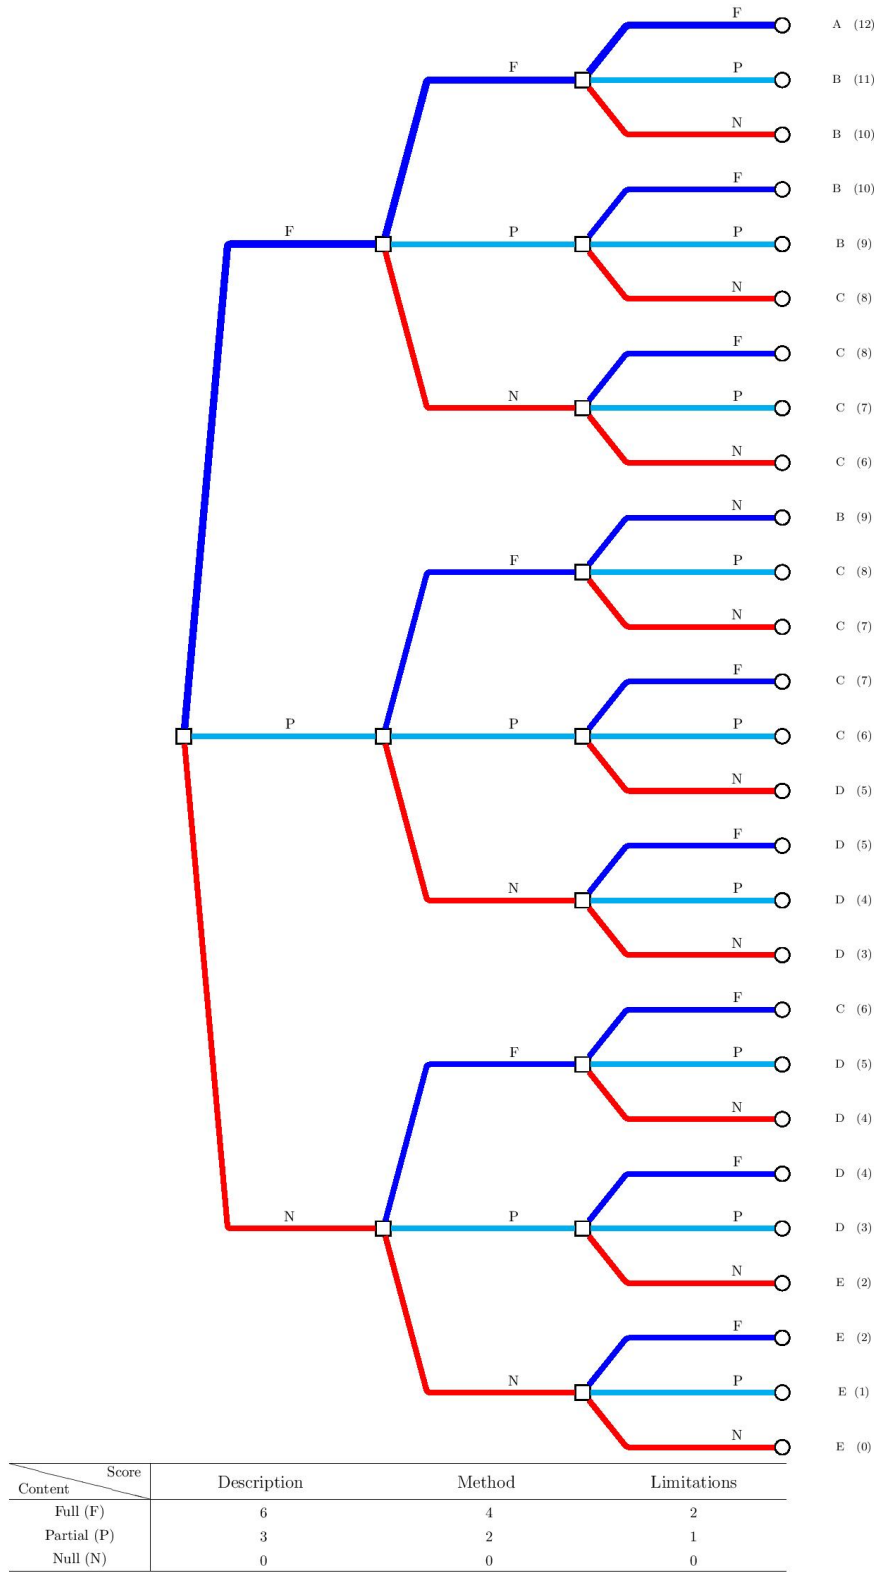 F A (12)
F P B (11)
N B (10)
F B (10)
F P P B (9)
N C (8)
F C (8)
N P C (7)
N C (6)
N B (9)
F P C (8)
N C (7)
F C (7)
P P P C (6)
N D (5)
F D (5)
N P D (4)
N D (3)
F C (6)
F P D (5)
N D (4)
F D (4)
N P P D (3)
N E (2)
F E (2)
N P E (1)
N E (0)
Score
Content Description Method Limitations
Full (F) 6 4 2
Partial (P) 3 2 1
Null (N) 0 0 0